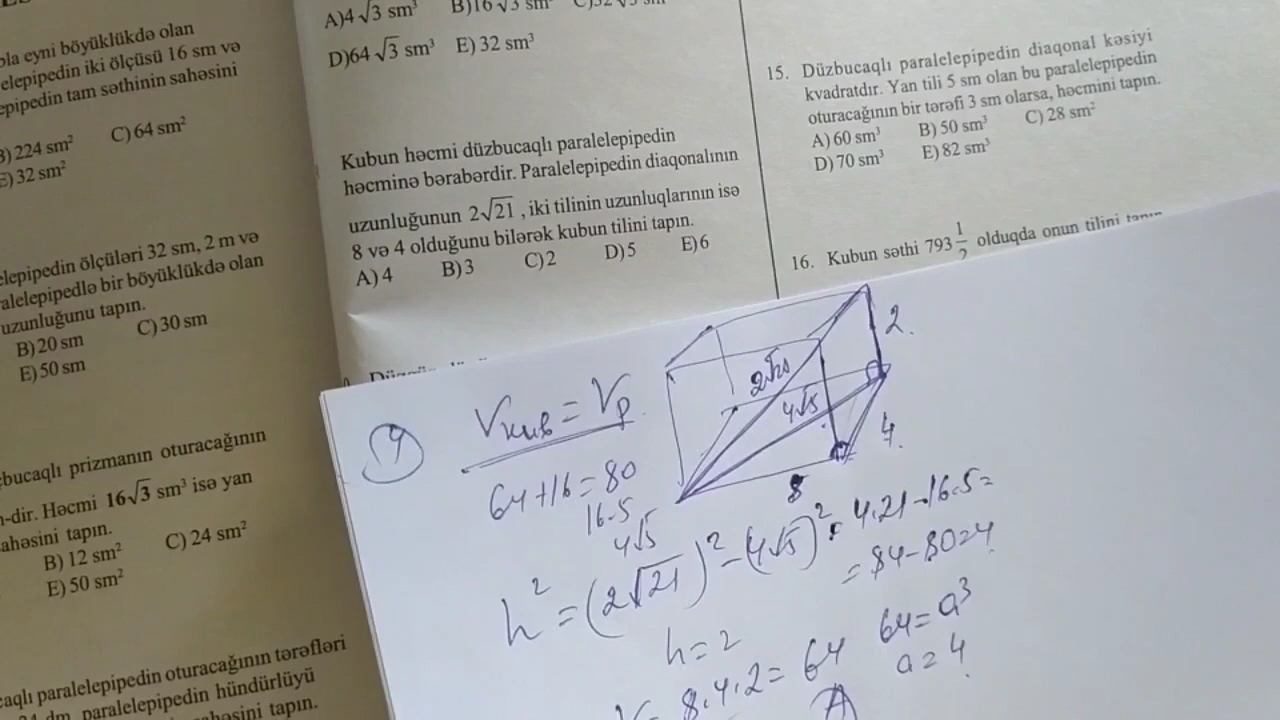 ola eyni böyüklükdə olan
elepipedin iki ölçüsü 16 sm və
epipedin tam səthinin sahəsini
B) 224 sm² C) 64 sm²
E) 32 sm²
elepipedin ölçüləri 32 sm, 2 m və
alelepipedlə bir böyüklükdə olan
uzunluğunu tapın.
B) 20 sm C) 30 sm
E) 50 sm
bucaqlı prizmanın oturacağının
-dir. Həcmi 16√3 sm³ isə yan
sahəsini tapın.
B) 12 sm² C) 24 sm²
E) 50 sm²
caqlı paralelepipedin oturacağının tərəfləri
dm, paralelepipedin hündürlüyü
sahəsini tapın.
A) 4√3 sm³ B) 16√3 sm³
D) 64√3 sm³ E) 32 sm³
Kubun həcmi düzbucaqlı paralelepipedin
həcminə bərabərdir. Paralelepipedin diaqonalının
uzunluğunun 2√21 , iki tilinin uzunluqlarının isə
8 və 4 olduğunu bilərək kubun tilini tapın.
A) 4 B) 3 C) 2 D) 5 E) 6
15. Düzbucaqlı paralelepipedin diaqonal kəsiyi
kvadratdır. Yan tili 5 sm olan bu paralelepipedin
oturacağının bir tərəfi 3 sm olarsa, həcmini tapın.
A) 60 sm³ B) 50 sm³ C) 28 sm²
D) 70 sm³ E) 82 sm³
16. Kubun səthi 793 1/2 olduqda onun tilini tapın
9
Vкив = Vp
64+16=80
16·5
4√5
2
4√5
4
8
h² = (2√21)² - (4√5)² = 4·21-16·5=
= 84-80=4
h=2
8·4·2= 64
64= a³
a = 4
A